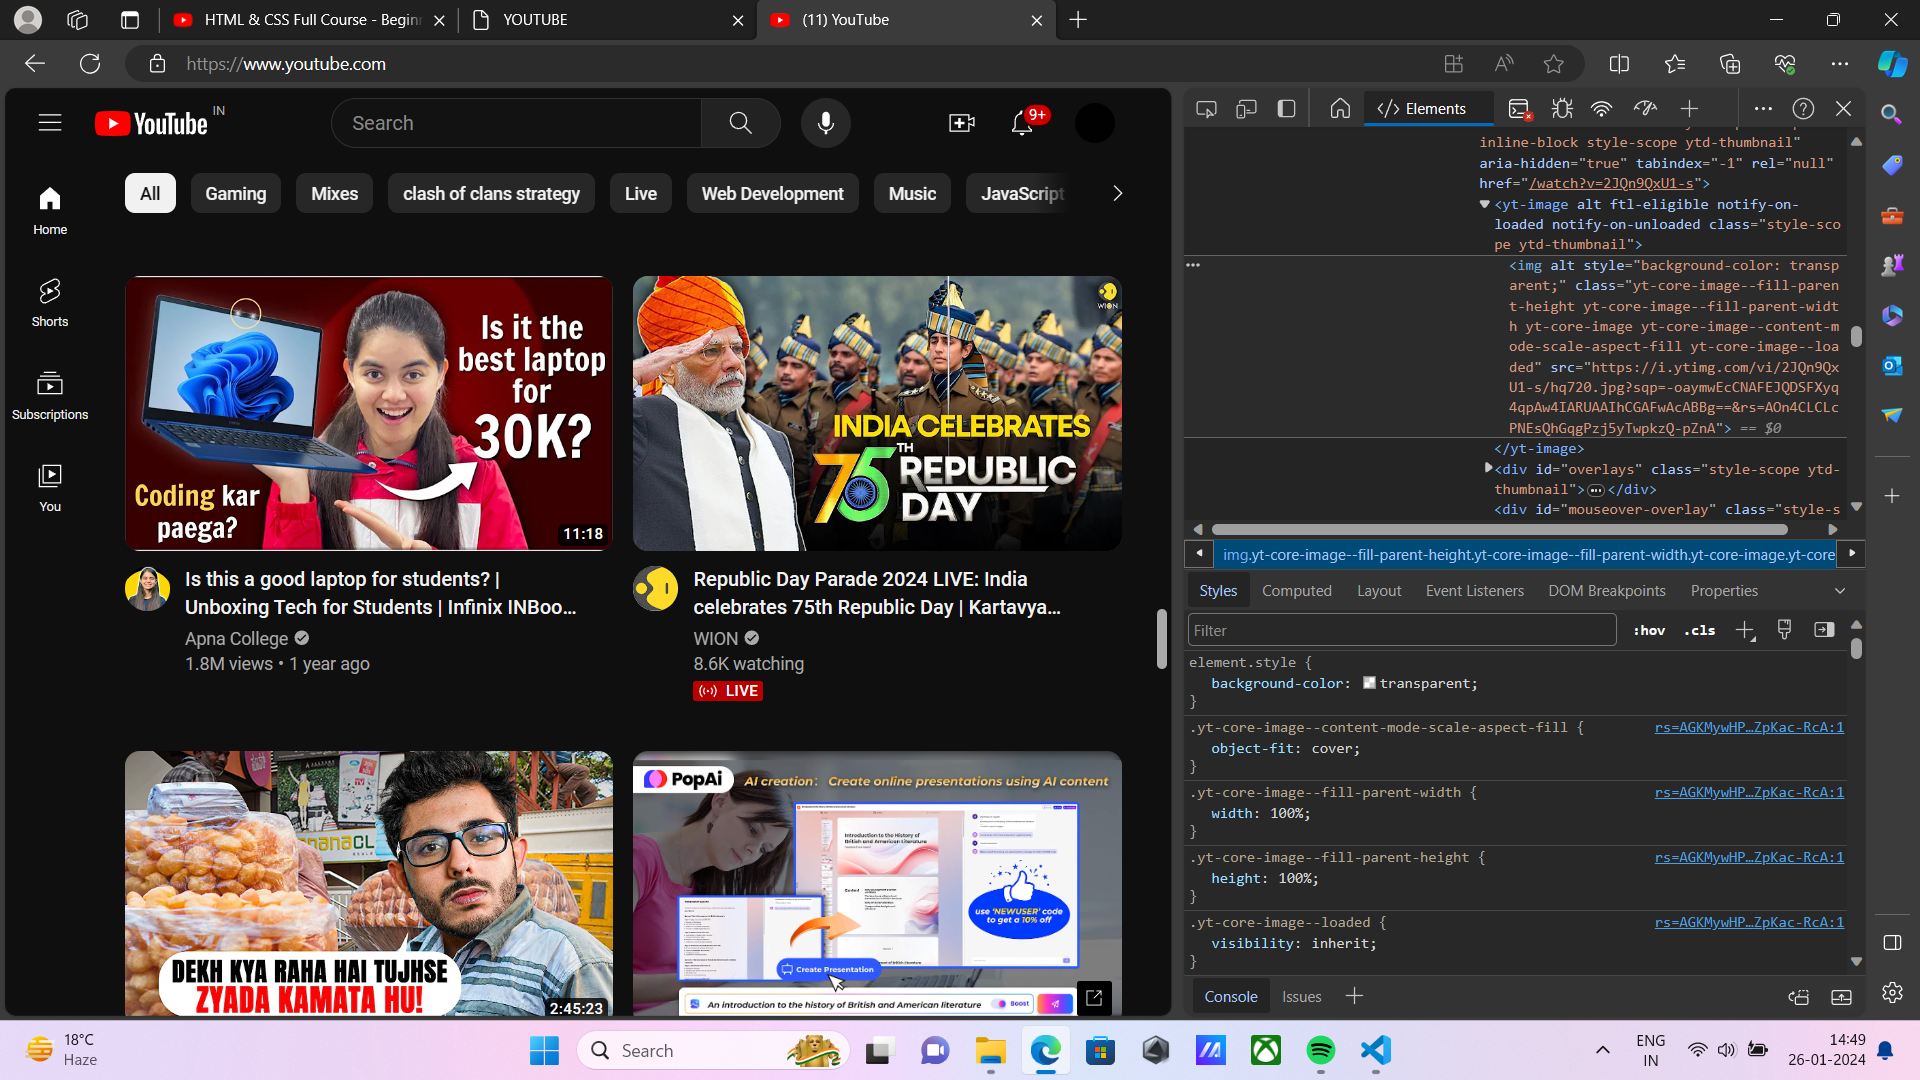 HTML & CSS Full Course - Beginn
YOUTUBE
(11) YouTube
https://www.youtube.com
YouTube IN
Search
9+
All
Gaming
Mixes
clash of clans strategy
Live
Web Development
Music
JavaScript
Home
Shorts
Subscriptions
You
Is it the
best laptop
for
30K?
Coding kar
paega?
11:18
Is this a good laptop for students? |
Unboxing Tech for Students | Infinix INBoo...
Apna College
1.8M views • 1 year ago
WION
INDIA CELEBRATES
75TH REPUBLIC
DAY
Republic Day Parade 2024 LIVE: India
celebrates 75th Republic Day | Kartavya...
WION
8.6K watching
LIVE
DEKH KYA RAHA HAI TUJHSE
ZYADA KAMATA HU!
2:45:23
PopAi
AI creation: Create online presentations using AI content
Introduction to the History of
British and American Literature
Content
use 'NEWUSER' code
to get a 10% off
Create Presentation
An introduction to the history of British and American literature
Boost
Elements
inline-block style-scope ytd-thumbnail"
aria-hidden="true" tabindex="-1" rel="null"
href="/watch?v=2JQn9QxU1-s">
<yt-image alt ftl-eligible notify-on-
loaded notify-on-unloaded class="style-sco
pe ytd-thumbnail">
<img alt style="background-color: transp
arent;" class="yt-core-image--fill-paren
t-height yt-core-image--fill-parent-widt
h yt-core-image yt-core-image--content-m
ode-scale-aspect-fill yt-core-image--loa
ded" src="https://i.ytimg.com/vi/2JQn9Qx
U1-s/hq720.jpg?sqp=-oaymwEcCNAFEJQDSFXyq
4qpAw4IARUAAIhCGAFwAcABBg==&rs=AOn4CLCLc
PNEsQhGqgPzj5yTwpkzQ-pZnA"> == $0
</yt-image>
<div id="overlays" class="style-scope ytd-
thumbnail">…</div>
<div id="mouseover-overlay" class="style-s
img.yt-core-image--fill-parent-height.yt-core-image--fill-parent-width.yt-core-image.yt-core
Styles
Computed
Layout
Event Listeners
DOM Breakpoints
Properties
Filter
:hov
.cls
element.style {
background-color: transparent;
}
.yt-core-image--content-mode-scale-aspect-fill { rs=AGKMywHP…ZpKac-RcA:1
object-fit: cover;
}
.yt-core-image--fill-parent-width { rs=AGKMywHP…ZpKac-RcA:1
width: 100%;
}
.yt-core-image--fill-parent-height { rs=AGKMywHP…ZpKac-RcA:1
height: 100%;
}
.yt-core-image--loaded { rs=AGKMywHP…ZpKac-RcA:1
visibility: inherit;
}
Console
Issues
18°C
Haze
Search
ENG
IN
14:49
26-01-2024